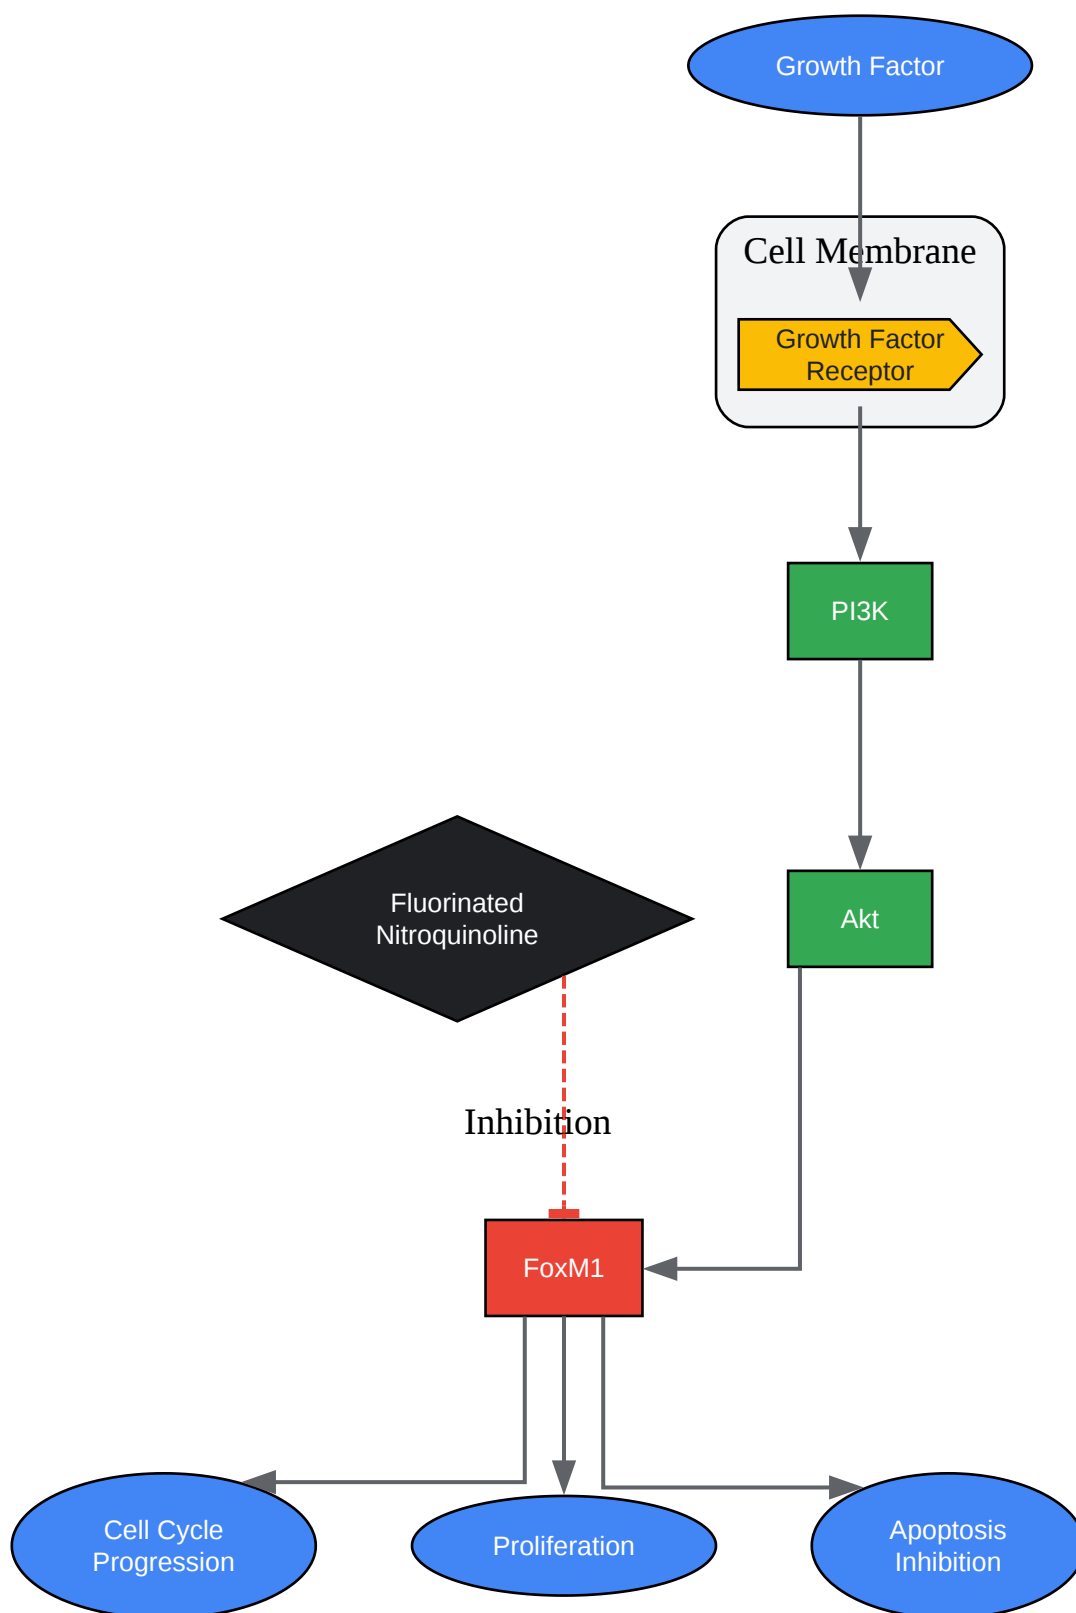 Growth Factor
Cell Membrane
Growth Factor
Receptor
PI3K
Fluorinated
Nitroquinoline
Akt
Inhibition
FoxM1
Cell Cycle
Progression
Proliferation
Apoptosis
Inhibition